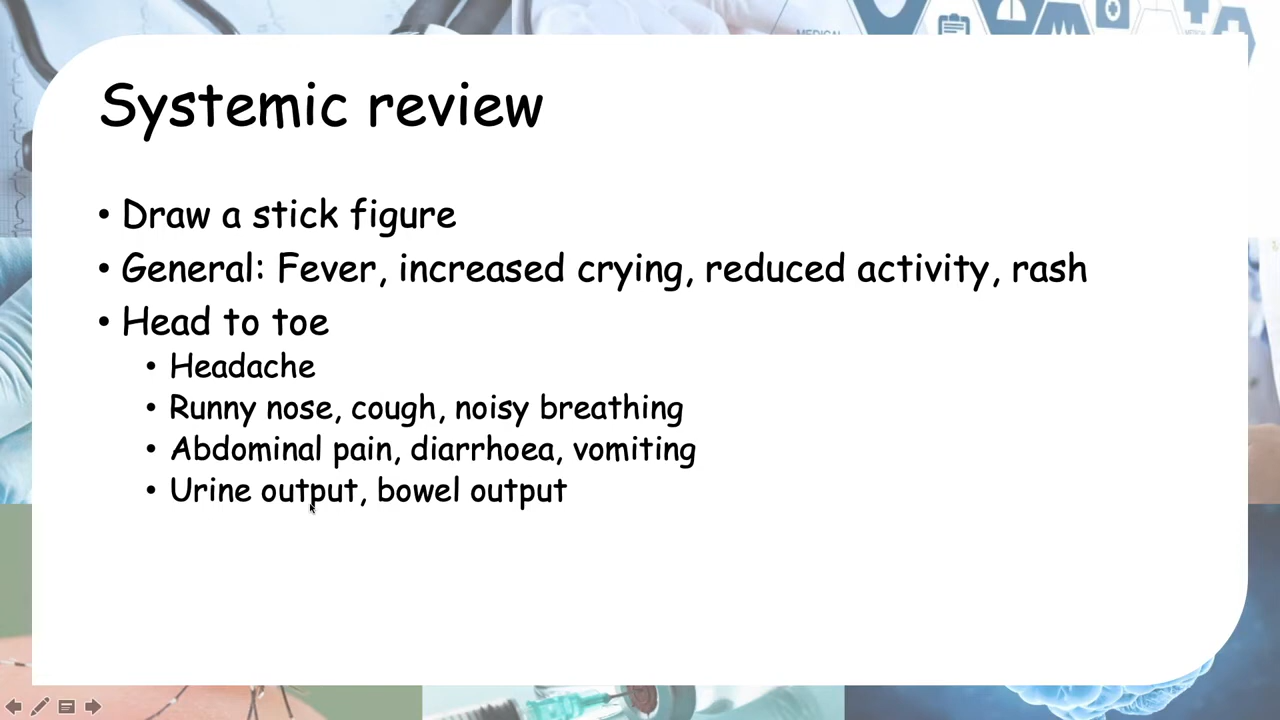 MEDICAL
Systemic review
• Draw a stick figure
• General: Fever, increased crying, reduced activity, rash
• Head to toe
• Headache
• Runny nose, cough, noisy breathing
• Abdominal pain, diarrhoea, vomiting
• Urine output, bowel output